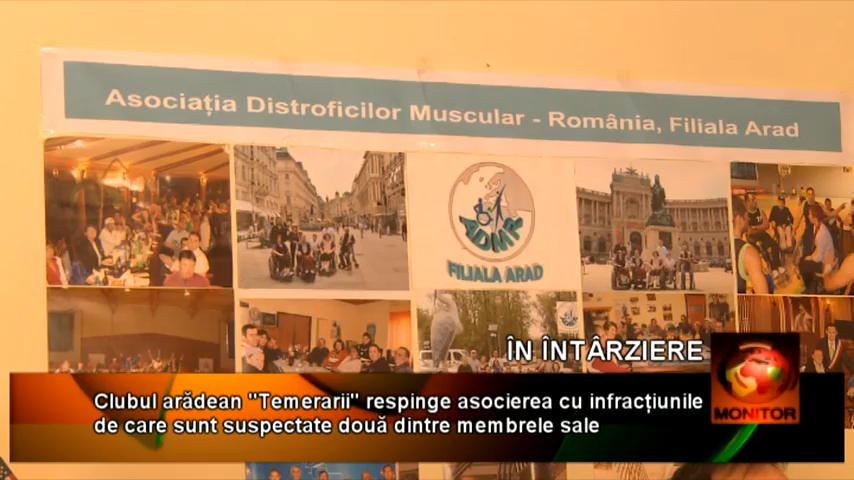 Asociația Distroficilor Muscular - România, Filiala Arad
ADMR
FILIALA ARAD
ÎN ÎNTÂRZIERE
Clubul arădean "Temerarii" respinge asocierea cu infracțiunile
de care sunt suspectate două dintre membrele sale
MONITOR